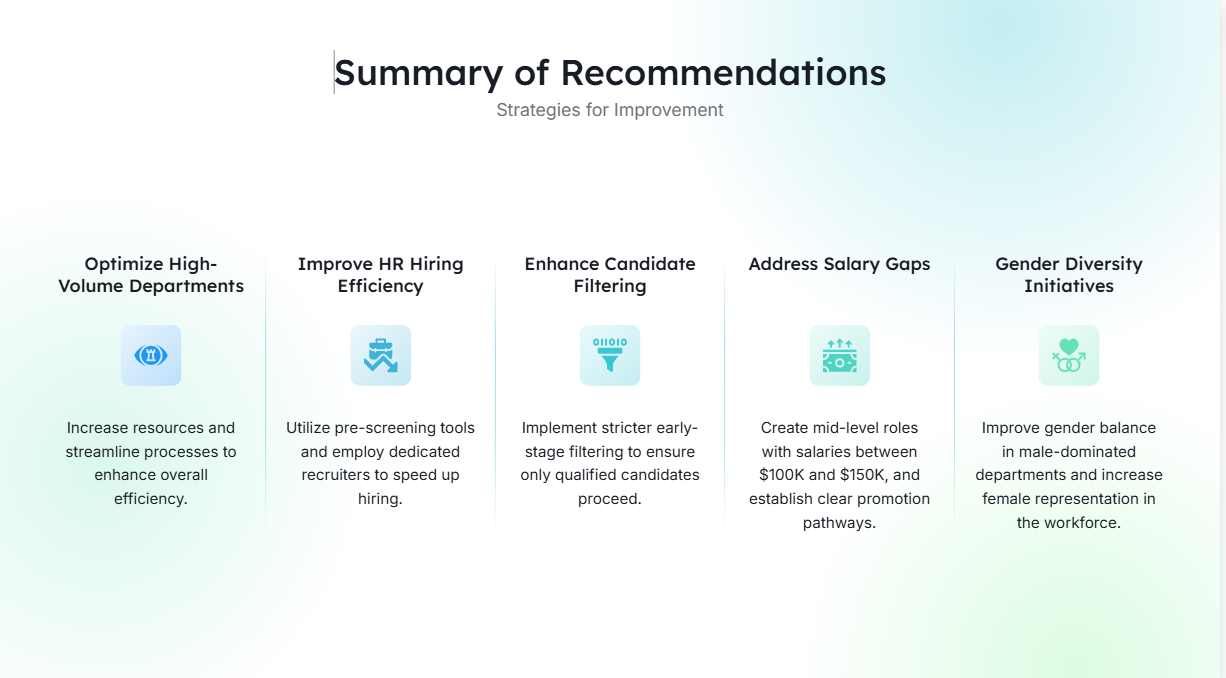 Summary of Recommendations
Strategies for Improvement
Optimize High-
Volume Departments
Increase resources and
streamline processes to
enhance overall
efficiency.
Improve HR Hiring
Efficiency
Utilize pre-screening tools
and employ dedicated
recruiters to speed up
hiring.
Enhance Candidate
Filtering
011010
Implement stricter early-
stage filtering to ensure
only qualified candidates
proceed.
Address Salary Gaps
Create mid-level roles
with salaries between
$100K and $150K, and
establish clear promotion
pathways.
Gender Diversity
Initiatives
Improve gender balance
in male-dominated
departments and increase
female representation in
the workforce.